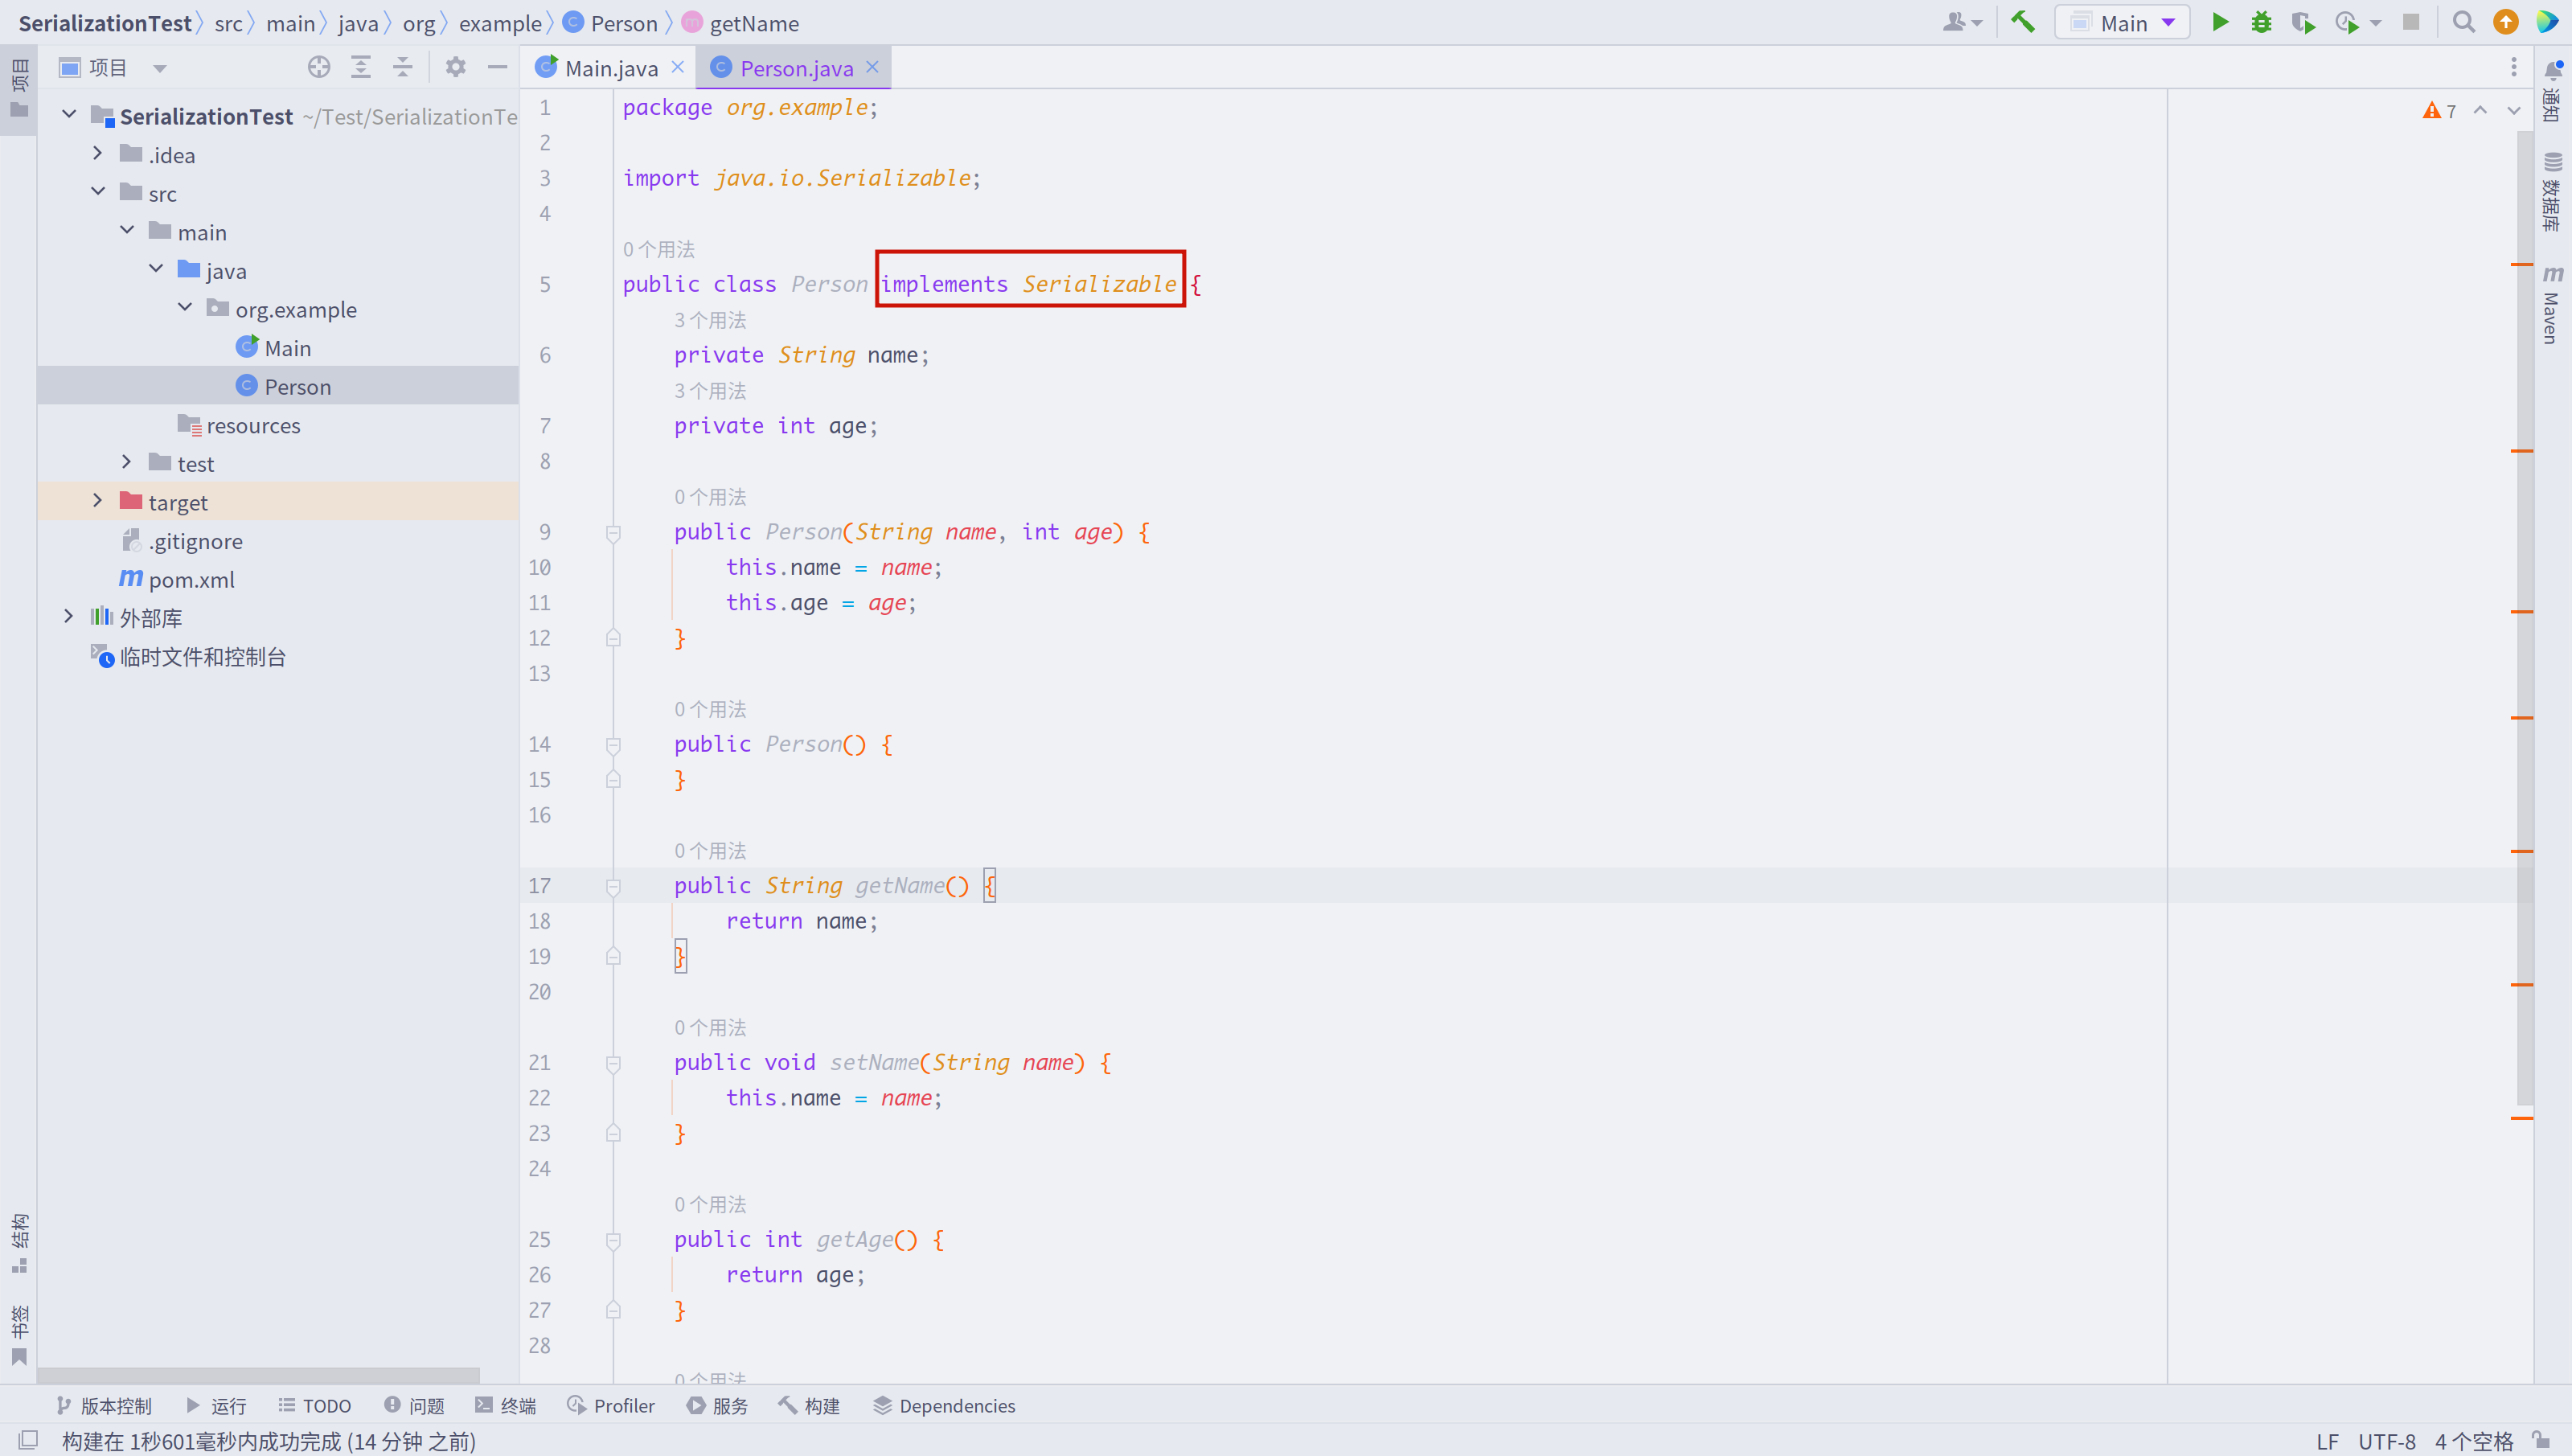 SerializationTest src main java org example Person getName
Main
项目
Main.java Person.java
SerializationTest ~/Test/SerializationTe
.idea
src
main
java
org.example
Main
Person
resources
test
target
.gitignore
pom.xml
外部库
临时文件和控制台
项目
结构
书签
1 package org.example;
2
3 import java.io.Serializable;
4
0 个用法
5 public class Person implements Serializable {
3 个用法
6 private String name;
3 个用法
7 private int age;
8
0 个用法
9 public Person(String name, int age) {
10 this.name = name;
11 this.age = age;
12 }
13
0 个用法
14 public Person() {
15 }
16
0 个用法
17 public String getName() {
18 return name;
19 }
20
0 个用法
21 public void setName(String name) {
22 this.name = name;
23 }
24
0 个用法
25 public int getAge() {
26 return age;
27 }
28
0 个用法
7
通知
数据库
Maven
版本控制 运行 TODO 问题 终端 Profiler 服务 构建 Dependencies
构建在 1秒601毫秒内成功完成 (14 分钟 之前)
LF UTF-8 4 个空格